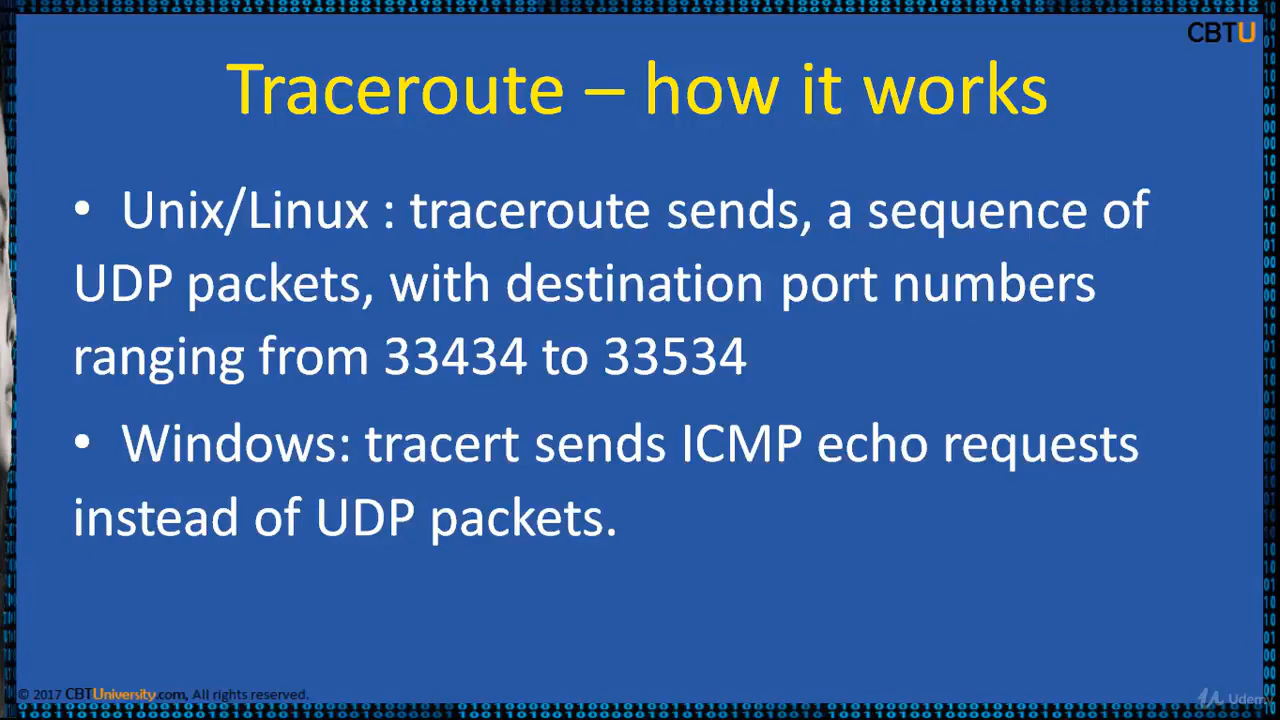 CBTU
Traceroute – how it works
• Unix/Linux : traceroute sends, a sequence of
UDP packets, with destination port numbers
ranging from 33434 to 33534
• Windows: tracert sends ICMP echo requests
instead of UDP packets.
© 2017 CBTUniversity.com, All rights reserved.